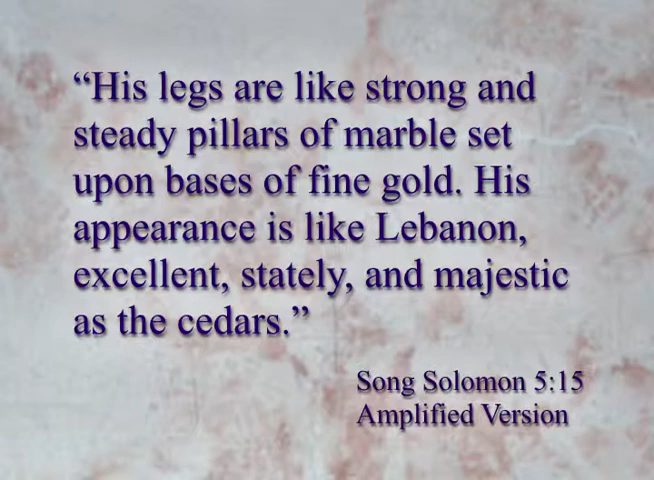 “His legs are like strong and
steady pillars of marble set
upon bases of fine gold. His
appearance is like Lebanon,
excellent, stately, and majestic
as the cedars.”
Song Solomon 5:15
Amplified Version